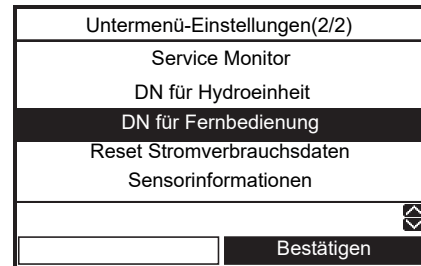 Untermenü-Einstellungen(2/2)
Service Monitor
DN für Hydroeinheit
DN für Fernbedienung
Reset Stromverbrauchsdaten
Sensorinformationen
Bestätigen